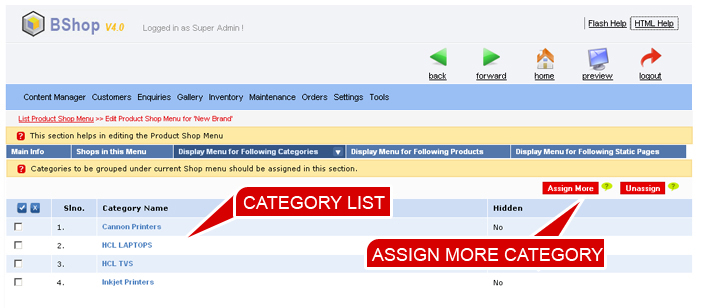 BShop V4.0 Logged in as Super Admin ! Flash Help HTML Help
back forward home preview logout
Content Manager Customers Enquiries Gallery Inventory Maintenance Orders Settings Tools
List Product Shop Menu >> Edit Product Shop Menu for 'New Brand'
? This section helps in editing the Product Shop Menu
Main Info Shops in this Menu Display Menu for Following Categories Display Menu for Following Products Display Menu for Following Static Pages
? Categories to be grouped under current Shop menu should be assigned in this section.
Assign More ? Unassign ?
CATEGORY LIST
Slno. Category Name Hidden
1. Cannon Printers No
2. HCL LAPTOPS
ASSIGN MORE CATEGORY
3. HCL TVS
4. Inkjet Printers No